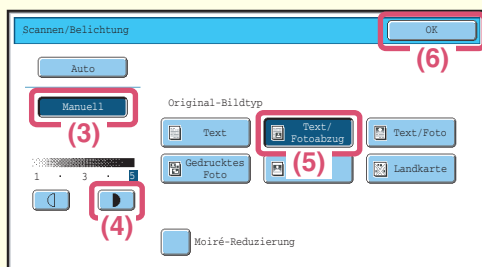 Scannen/Belichtung
OK
(6)
Auto
Manuell
(3)
Original-Bildtyp
Text
Text/
Fotoabzug
Text/Foto
(5)
Gedrucktes
Foto
Landkarte
1 · 3 · 5
(4)
Moiré-Reduzierung